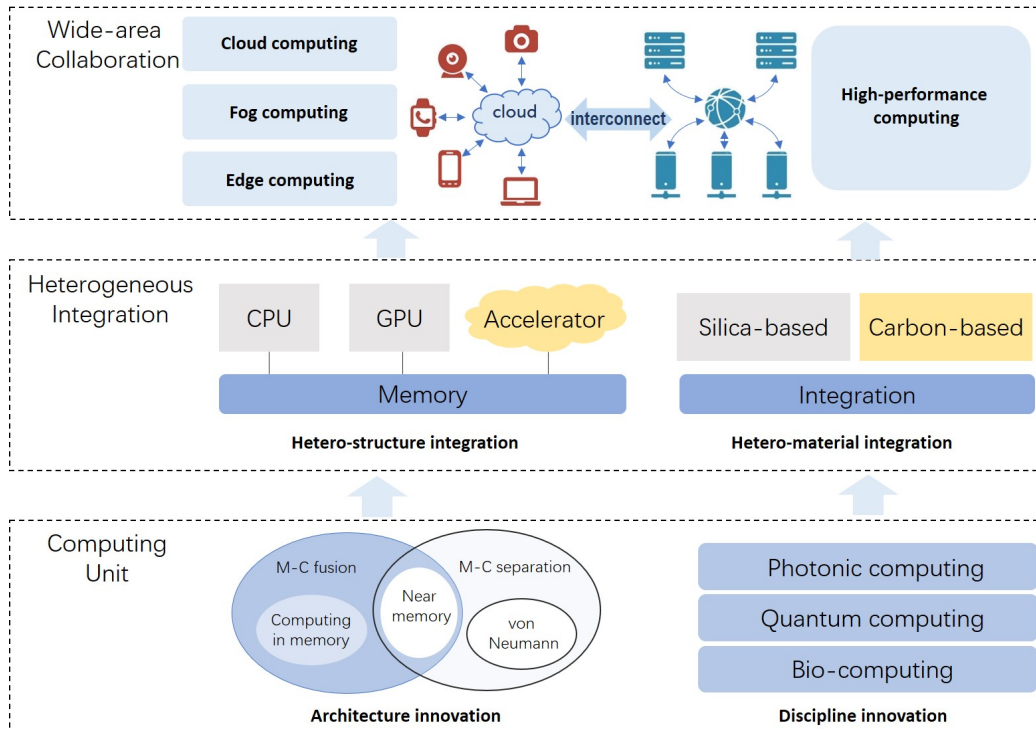 Wide-area
Collaboration
Cloud computing
Fog computing
Edge computing
cloud
interconnect
High-performance
computing
Heterogeneous
Integration
CPU
GPU
Accelerator
Memory
Hetero-structure integration
Silica-based
Carbon-based
Integration
Hetero-material integration
Computing
Unit
M-C fusion
M-C separation
Computing
in memory
Near
memory
von
Neumann
Architecture innovation
Photonic computing
Quantum computing
Bio-computing
Discipline innovation